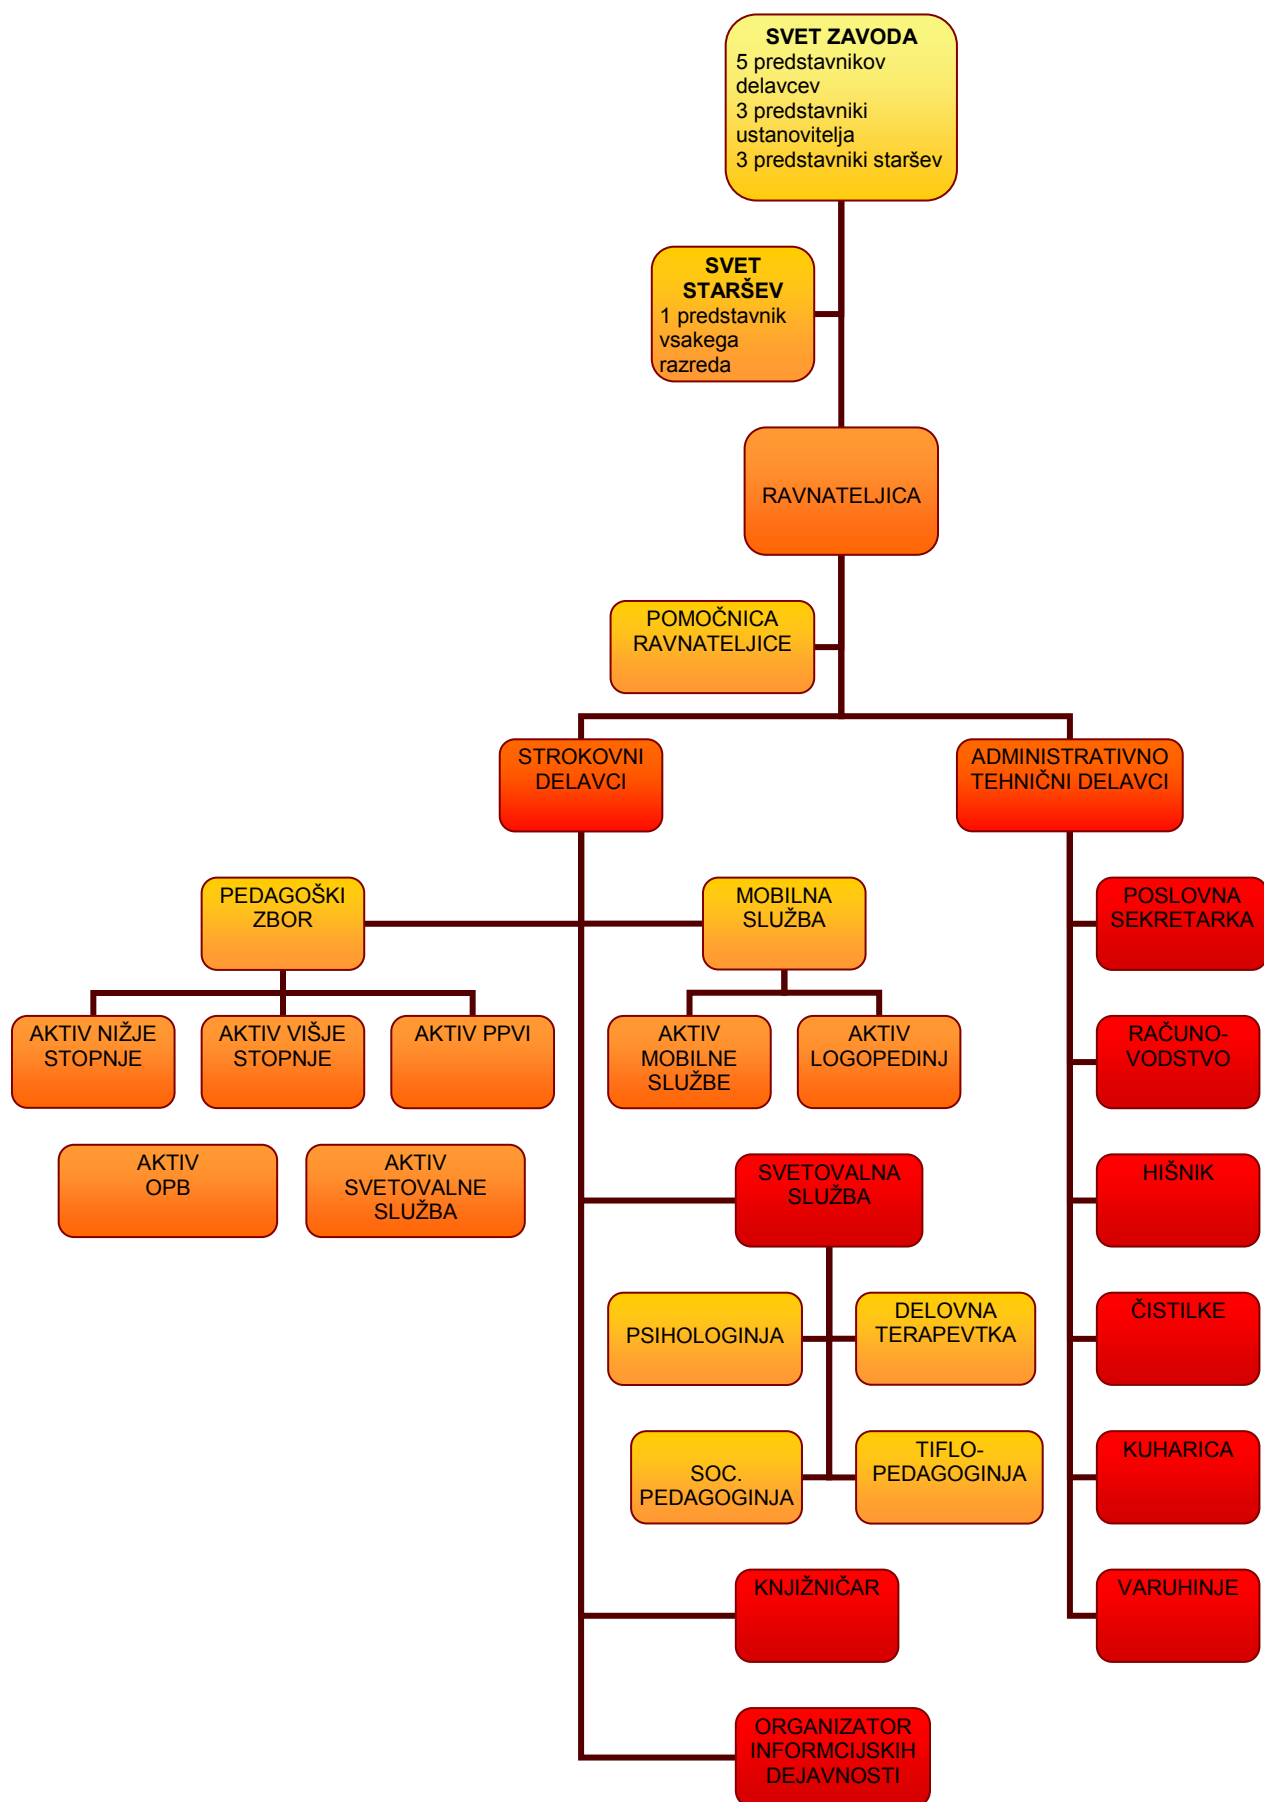 SVET ZAVODA
5 predstavnikov
delavcev
3 predstavniki
ustanovitelja
3 predstavniki staršev
SVET
STARŠEV
1 predstavnik
vsakega
razreda
RAVNATELJICA
POMOČNICA
RAVNATELJICE
STROKOVNI
DELAVCI
ADMINISTRATIVNO
TEHNIČNI DELAVCI
PEDAGOŠKI
ZBOR
MOBILNA
SLUŽBA
POSLOVNA
SEKRETARKA
AKTIV NIŽJE
STOPNJE
AKTIV VIŠJE
STOPNJE
AKTIV PPVI
AKTIV
MOBILNE
SLUŽBE
AKTIV
LOGOPEDINJ
RAČUNO-
VODSTVO
AKTIV
OPB
AKTIV
SVETOVALNE
SLUŽBA
SVETOVALNA
SLUŽBA
HIŠNIK
PSIHOLOGINJA
DELOVNA
TERAPEVTKA
ČISTILKE
SOC.
PEDAGOGINJA
TIFLO-
PEDAGOGINJA
KUHARICA
KNJIŽNIČAR
VARUHINJE
ORGANIZATOR
INFORMCIJSKIH
DEJAVNOSTI